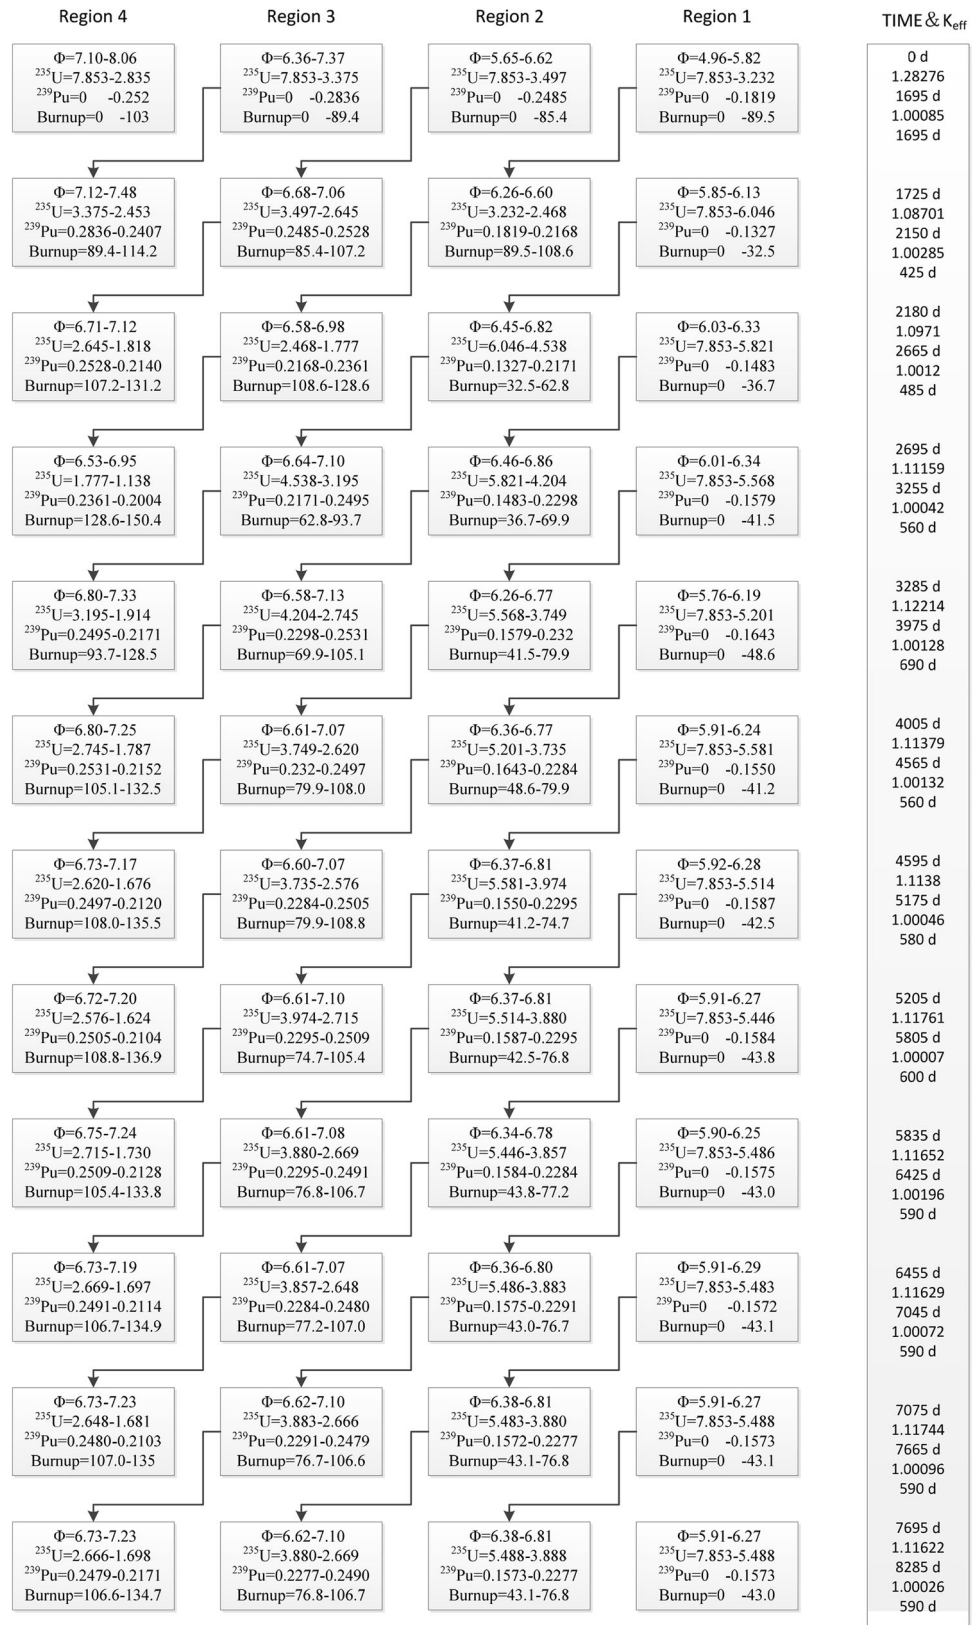 Region 4
Region 3
Region 2
Region 1
TIME & Keff
Φ=7.10-8.06
235U=7.853-2.835
239Pu=0 -0.252
Burnup=0 -103
Φ=6.36-7.37
235U=7.853-3.375
239Pu=0 -0.2836
Burnup=0 -89.4
Φ=5.65-6.62
235U=7.853-3.497
239Pu=0 -0.2485
Burnup=0 -85.4
Φ=4.96-5.82
235U=7.853-3.232
239Pu=0 -0.1819
Burnup=0 -89.5
0 d
1.28276
1695 d
1.00085
1695 d
Φ=7.12-7.48
235U=3.375-2.453
239Pu=0.2836-0.2407
Burnup=89.4-114.2
Φ=6.68-7.06
235U=3.497-2.645
239Pu=0.2485-0.2528
Burnup=85.4-107.2
Φ=6.26-6.60
235U=3.232-2.468
239Pu=0.1819-0.2168
Burnup=89.5-108.6
Φ=5.85-6.13
235U=7.853-6.046
239Pu=0 -0.1327
Burnup=0 -32.5
1725 d
1.08701
2150 d
1.00285
425 d
Φ=6.71-7.12
235U=2.645-1.818
239Pu=0.2528-0.2140
Burnup=107.2-131.2
Φ=6.58-6.98
235U=2.468-1.777
239Pu=0.2168-0.2361
Burnup=108.6-128.6
Φ=6.45-6.82
235U=6.046-4.538
239Pu=0.1327-0.2171
Burnup=32.5-62.8
Φ=6.03-6.33
235U=7.853-5.821
239Pu=0 -0.1483
Burnup=0 -36.7
2180 d
1.0971
2665 d
1.0012
485 d
Φ=6.53-6.95
235U=1.777-1.138
239Pu=0.2361-0.2004
Burnup=128.6-150.4
Φ=6.64-7.10
235U=4.538-3.195
239Pu=0.2171-0.2495
Burnup=62.8-93.7
Φ=6.46-6.86
235U=5.821-4.204
239Pu=0.1483-0.2298
Burnup=36.7-69.9
Φ=6.01-6.34
235U=7.853-5.568
239Pu=0 -0.1579
Burnup=0 -41.5
2695 d
1.11159
3255 d
1.00042
560 d
Φ=6.80-7.33
235U=3.195-1.914
239Pu=0.2495-0.2171
Burnup=93.7-128.5
Φ=6.58-7.13
235U=4.204-2.745
239Pu=0.2298-0.2531
Burnup=69.9-105.1
Φ=6.26-6.77
235U=5.568-3.749
239Pu=0.1579-0.232
Burnup=41.5-79.9
Φ=5.76-6.19
235U=7.853-5.201
239Pu=0 -0.1643
Burnup=0 -48.6
3285 d
1.12214
3975 d
1.00128
690 d
Φ=6.80-7.25
235U=2.745-1.787
239Pu=0.2531-0.2152
Burnup=105.1-132.5
Φ=6.61-7.07
235U=3.749-2.620
239Pu=0.232-0.2497
Burnup=79.9-108.0
Φ=6.36-6.77
235U=5.201-3.735
239Pu=0.1643-0.2284
Burnup=48.6-79.9
Φ=5.91-6.24
235U=7.853-5.581
239Pu=0 -0.1550
Burnup=0 -41.2
4005 d
1.11379
4565 d
1.00132
560 d
Φ=6.73-7.17
235U=2.620-1.676
239Pu=0.2497-0.2120
Burnup=108.0-135.5
Φ=6.60-7.07
235U=3.735-2.576
239Pu=0.2284-0.2505
Burnup=79.9-108.8
Φ=6.37-6.81
235U=5.581-3.974
239Pu=0.1550-0.2295
Burnup=41.2-74.7
Φ=5.92-6.28
235U=7.853-5.514
239Pu=0 -0.1587
Burnup=0 -42.5
4595 d
1.1138
5175 d
1.00046
580 d
Φ=6.72-7.20
235U=2.576-1.624
239Pu=0.2505-0.2104
Burnup=108.8-136.9
Φ=6.61-7.10
235U=3.974-2.715
239Pu=0.2295-0.2509
Burnup=74.7-105.4
Φ=6.37-6.81
235U=5.514-3.880
239Pu=0.1587-0.2295
Burnup=42.5-76.8
Φ=5.91-6.27
235U=7.853-5.446
239Pu=0 -0.1584
Burnup=0 -43.8
5205 d
1.11761
5805 d
1.00007
600 d
Φ=6.75-7.24
235U=2.715-1.730
239Pu=0.2509-0.2128
Burnup=105.4-133.8
Φ=6.61-7.08
235U=3.880-2.669
239Pu=0.2295-0.2491
Burnup=76.8-106.7
Φ=6.34-6.78
235U=5.446-3.857
239Pu=0.1584-0.2284
Burnup=43.8-77.2
Φ=5.90-6.25
235U=7.853-5.486
239Pu=0 -0.1575
Burnup=0 -43.0
5835 d
1.11652
6425 d
1.00196
590 d
Φ=6.73-7.19
235U=2.669-1.697
239Pu=0.2491-0.2114
Burnup=106.7-134.9
Φ=6.61-7.07
235U=3.857-2.648
239Pu=0.2284-0.2480
Burnup=77.2-107.0
Φ=6.36-6.80
235U=5.486-3.883
239Pu=0.1575-0.2291
Burnup=43.0-76.7
Φ=5.91-6.29
235U=7.853-5.483
239Pu=0 -0.1572
Burnup=0 -43.1
6455 d
1.11629
7045 d
1.00072
590 d
Φ=6.73-7.23
235U=2.648-1.681
239Pu=0.2480-0.2103
Burnup=107.0-135
Φ=6.62-7.10
235U=3.883-2.666
239Pu=0.2291-0.2479
Burnup=76.7-106.6
Φ=6.38-6.81
235U=5.483-3.880
239Pu=0.1572-0.2277
Burnup=43.1-76.8
Φ=5.91-6.27
235U=7.853-5.488
239Pu=0 -0.1573
Burnup=0 -43.1
7075 d
1.11744
7665 d
1.00096
590 d
Φ=6.73-7.23
235U=2.666-1.698
239Pu=0.2479-0.2171
Burnup=106.6-134.7
Φ=6.62-7.10
235U=3.880-2.669
239Pu=0.2277-0.2490
Burnup=76.8-106.7
Φ=6.38-6.81
235U=5.488-3.888
239Pu=0.1573-0.2277
Burnup=43.1-76.8
Φ=5.91-6.27
235U=7.853-5.488
239Pu=0 -0.1573
Burnup=0 -43.0
7695 d
1.11622
8285 d
1.00026
590 d